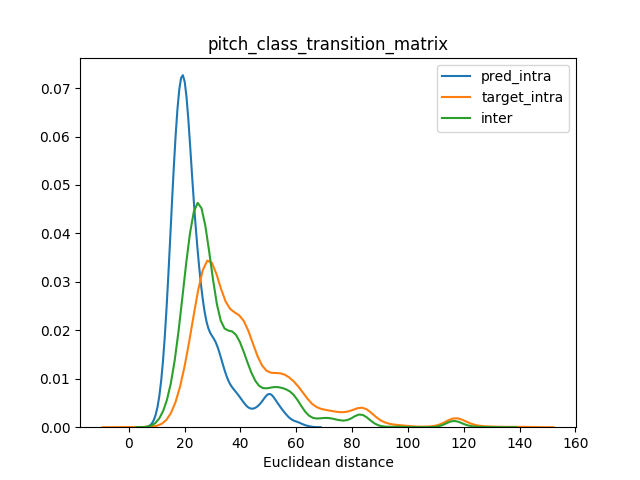 pitch_class_transition_matrix
pred_intra
target_intra
inter
0.07
0.06
0.05
0.04
0.03
0.02
0.01
0.00
0 20 40 60 80 100 120 140 160
Euclidean distance